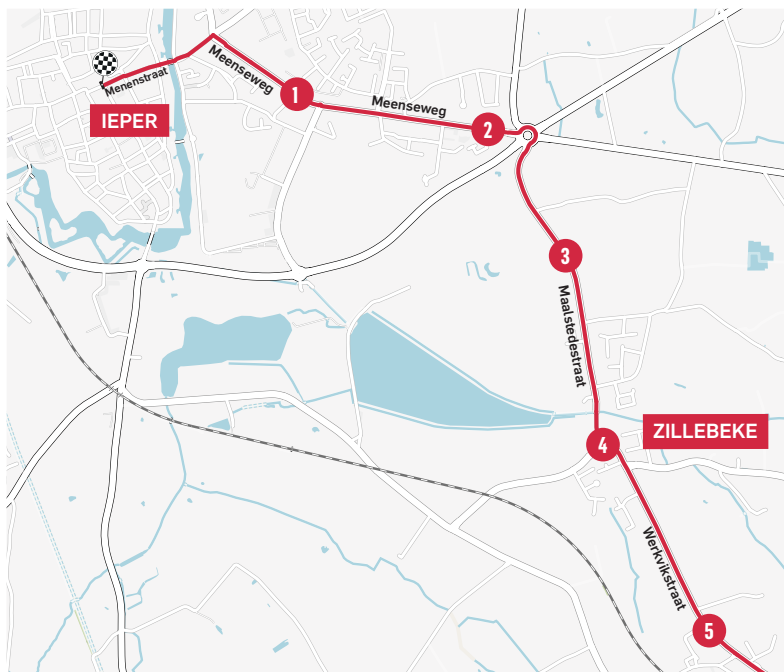 Menenstraat
IEPER
Meenseweg
1
Meenseweg
2
3
Maalstedestraat
ZILLEBEKE
4
Werkvikstraat
5